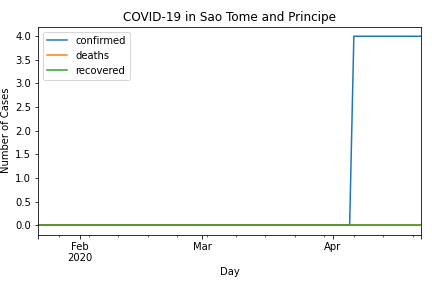 COVID-19 in Sao Tome and Principe
confirmed
deaths
recovered
Number of Cases
4.0
3.5
3.0
2.5
2.0
1.5
1.0
0.5
0.0
Feb
2020
Mar
Apr
Day